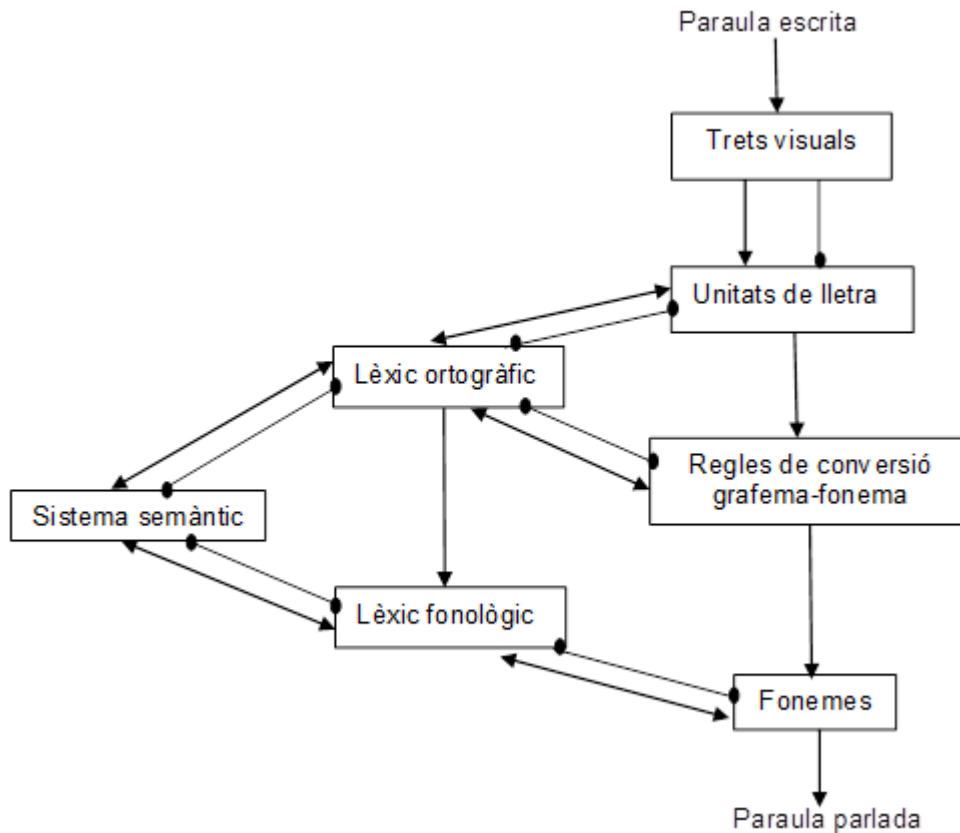 Paraula escrita
Trets visuals
Unitats de lletra
Lèxic ortogràfic
Regles de conversió
grafema-fonema
Sistema semàntic
Lèxic fonològic
Fonemes
Paraula parlada